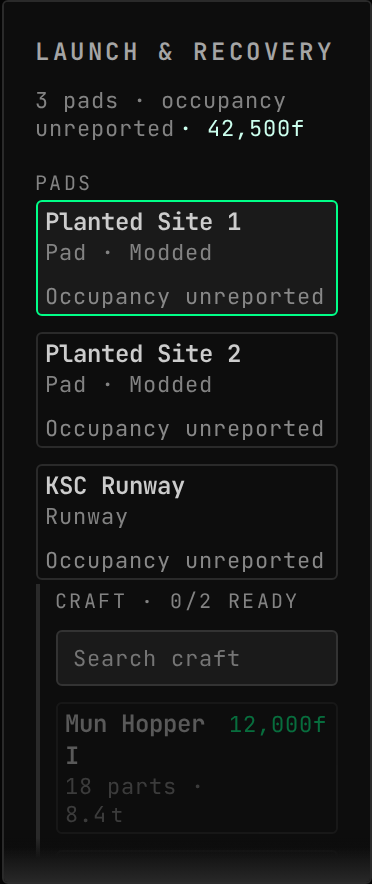 LAUNCH & RECOVERY
3 pads · occupancy
unreported · 42,500f
PADS
Planted Site 1
Pad · Modded
Occupancy unreported
Planted Site 2
Pad · Modded
Occupancy unreported
KSC Runway
Runway
Occupancy unreported
CRAFT · 0/2 READY
Search craft
Mun Hopper 12,000f
I
18 parts ·
8.4t